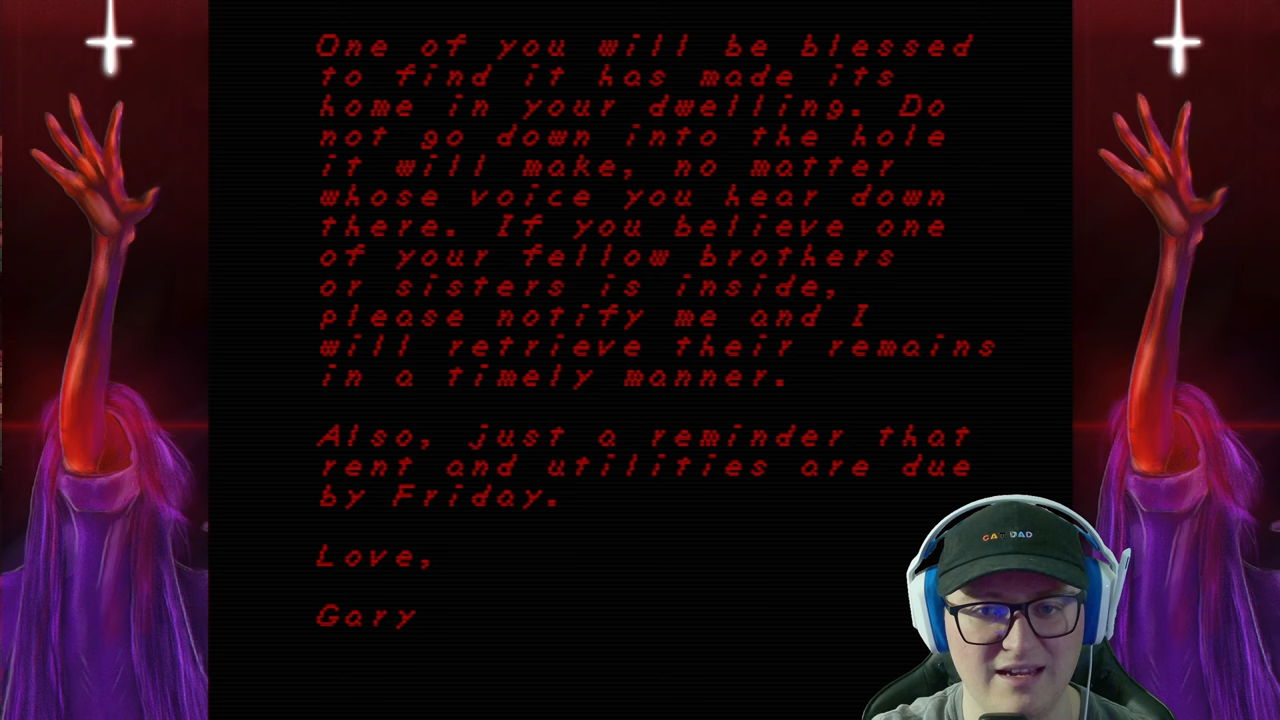 One of you will be blessed
to find it has made its
home in your dwelling. Do
not go down into the hole
it will make, no matter
whose voice you hear down
there. If you believe one
of your fellow brothers
or sisters is inside,
please notify me and I
will retrieve their remains
in a timely manner.
Also, just a reminder that
rent and utilities are due
by Friday.
Love,
Gary
CAT DAD